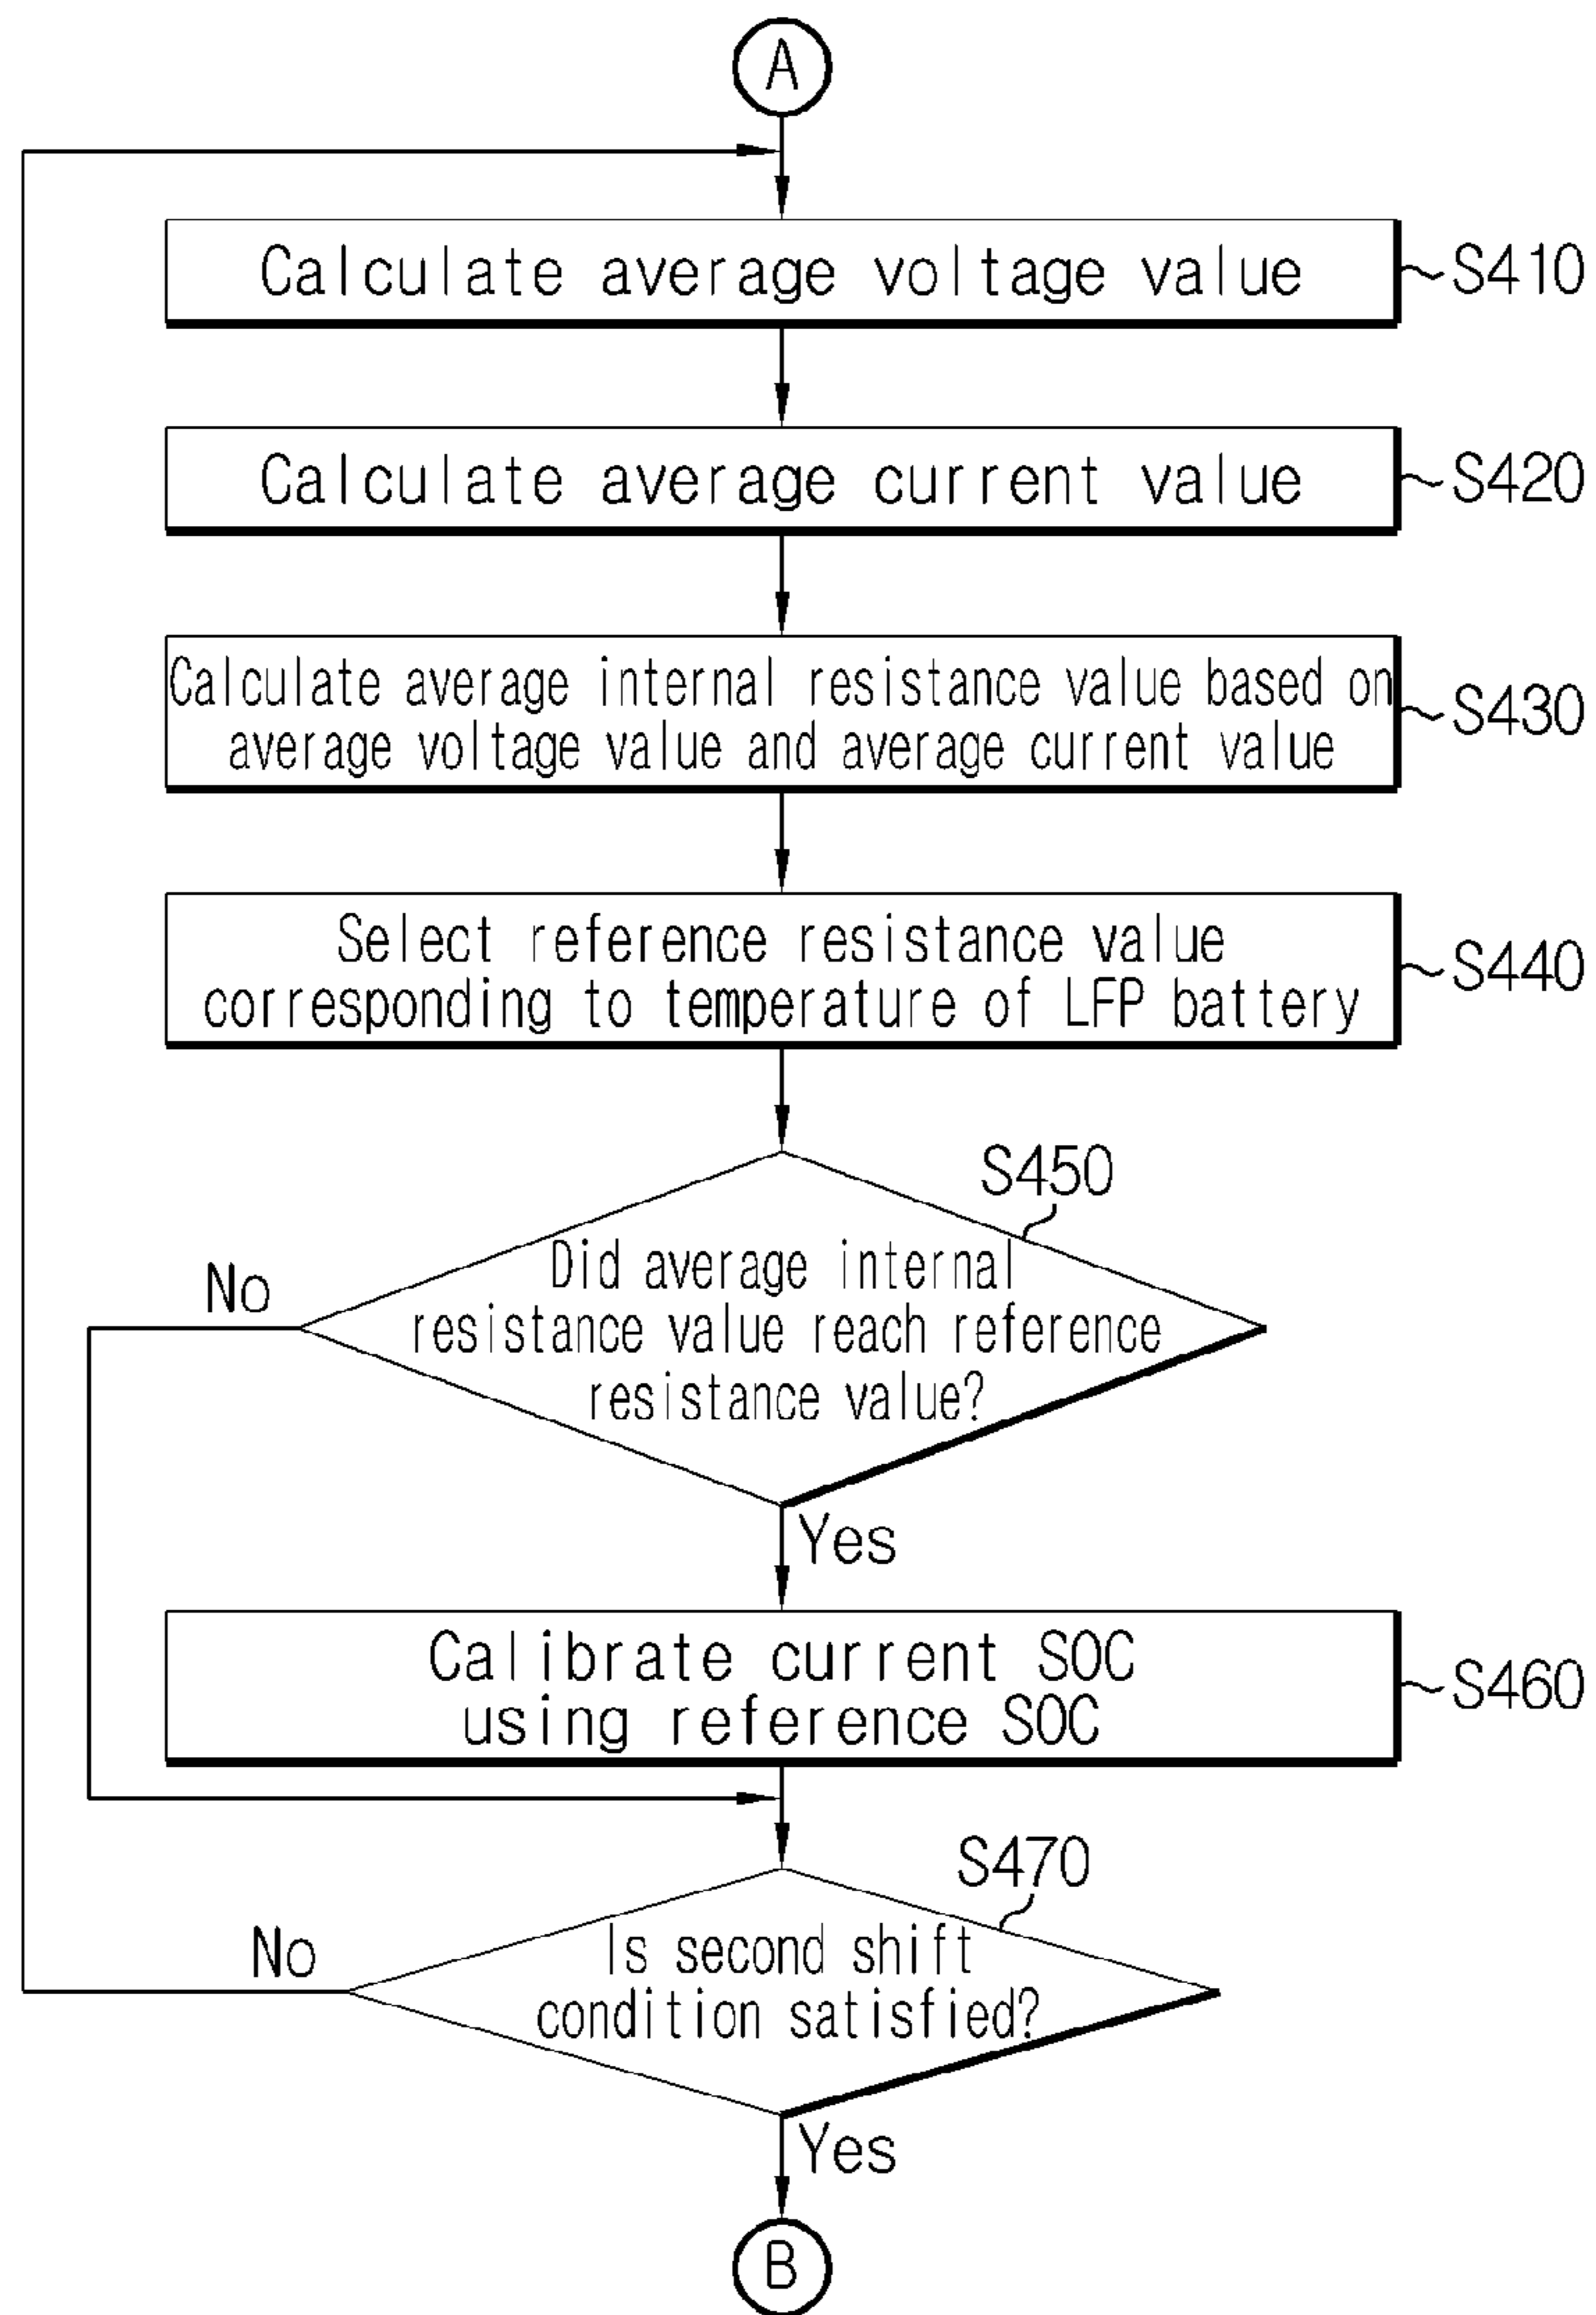 A
Calculate average voltage value
S410
Calculate average current value
S420
Calculate average internal resistance value based on
average voltage value and average current value
S430
Select reference resistance value
corresponding to temperature of LFP battery
S440
S450
Did average internal
resistance value reach reference
resistance value?
No
Yes
Calibrate current SOC
using reference SOC
S460
S470
Is second shift
condition satisfied?
No
Yes
B